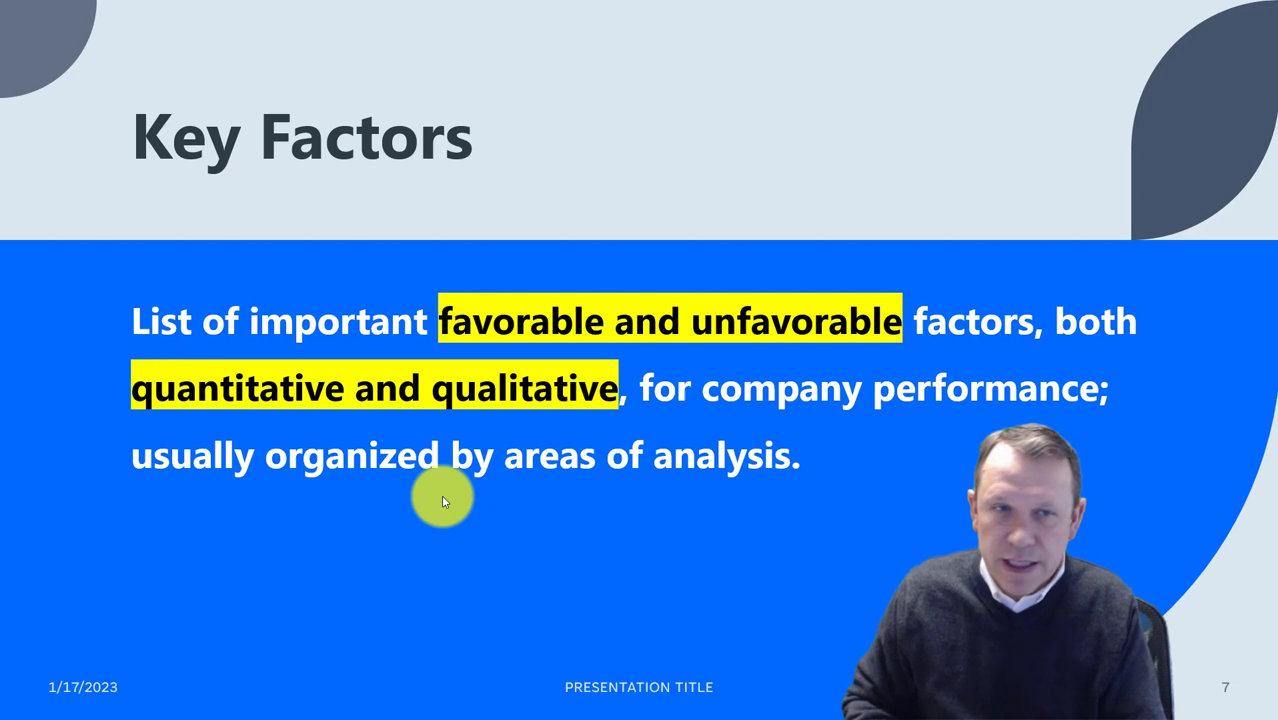 Key Factors
List of important favorable and unfavorable factors, both
quantitative and qualitative, for company performance;
usually organized by areas of analysis.
1/17/2023
PRESENTATION TITLE
7